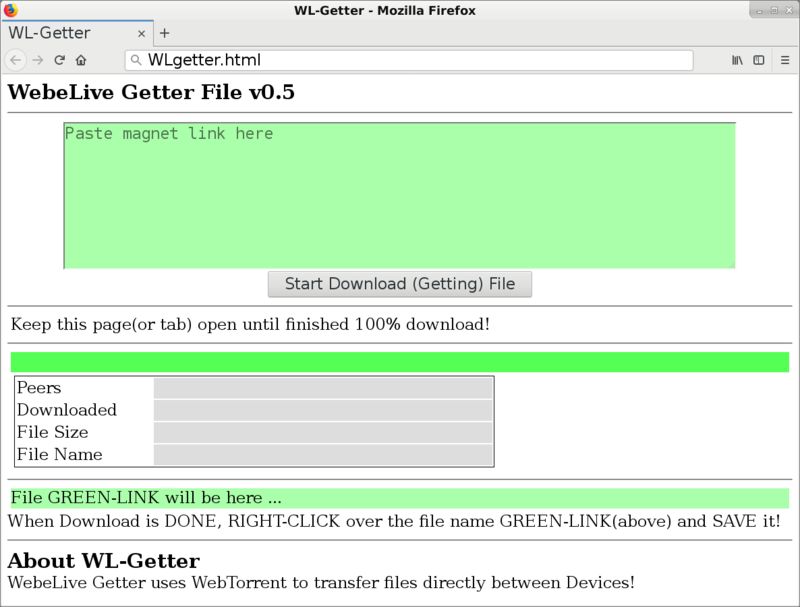 WL-Getter - Mozilla Firefox
WL-Getter
WLgetter.html
WebeLive Getter File v0.5
Paste magnet link here
Start Download (Getting) File
Keep this page(or tab) open until finished 100% download!
Peers
Downloaded
File Size
File Name
File GREEN-LINK will be here ...
When Download is DONE, RIGHT-CLICK over the file name GREEN-LINK(above) and SAVE it!
About WL-Getter
WebeLive Getter uses WebTorrent to transfer files directly between Devices!